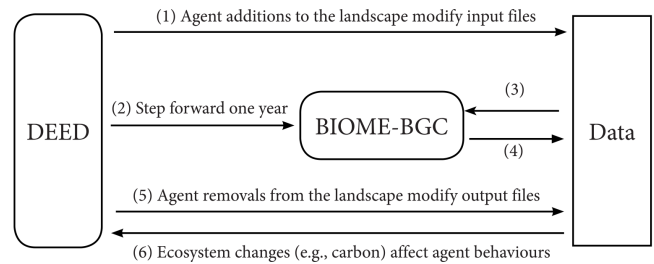 (1) Agent additions to the landscape modify input files
(2) Step forward one year
(3)
DEED
BIOME-BGC
Data
(4)
(5) Agent removals from the landscape modify output files
(6) Ecosystem changes (e.g., carbon) affect agent behaviours